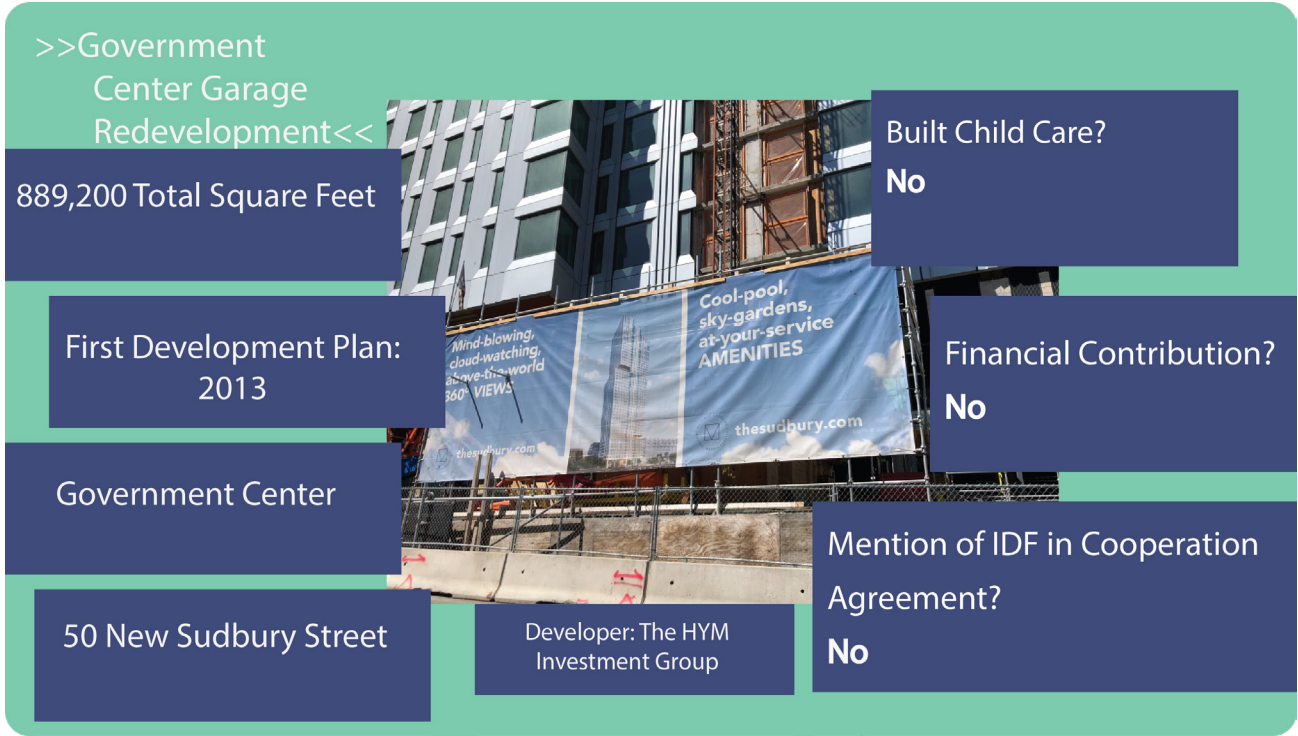 >>Government
Center Garage
Redevelopment<<
889,200 Total Square Feet
First Development Plan:
2013
Government Center
50 New Sudbury Street
Mind-blowing,
cloud-watching,
above-the-world
360° VIEWS
thesudbury.com
Cool-pool,
sky-gardens,
at-your-service
AMENITIES
thesudbury.com
Developer: The HYM
Investment Group
Built Child Care?
No
Financial Contribution?
No
Mention of IDF in Cooperation
Agreement?
No